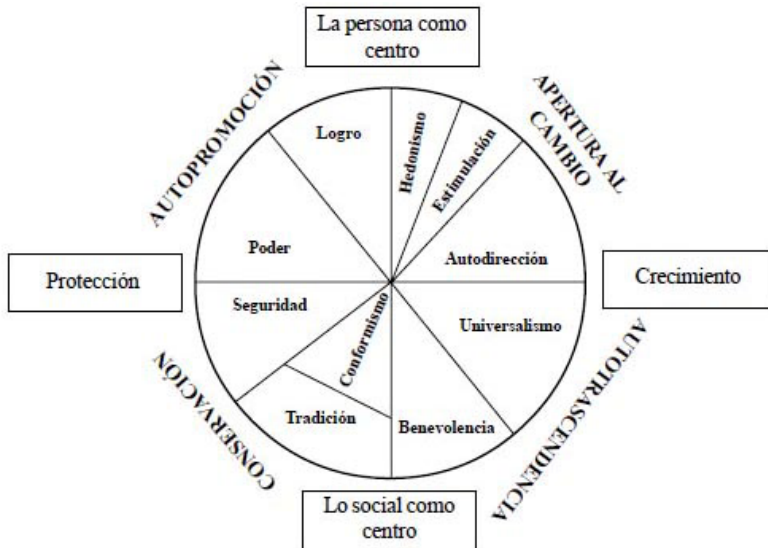 La persona como
centro
AUTOPROMOCIÓN
APERTURA AL
CAMBIO
Logro
Hedonismo
Estimulación
Poder
Autodirección
Protección
Crecimiento
Seguridad
Conformismo
Universalismo
Tradición
Benevolencia
CONSERVACIÓN
AUTOTRASCENDENCIA
Lo social como
centro